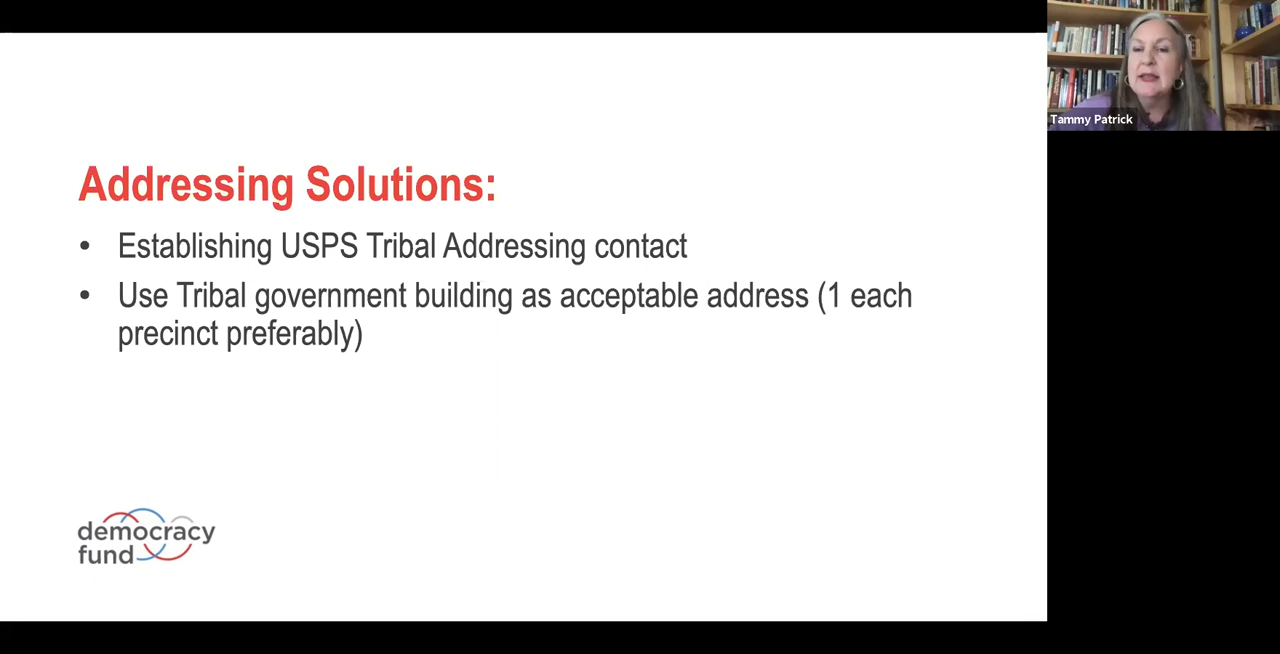 Tammy Patrick
Addressing Solutions:
• Establishing USPS Tribal Addressing contact
• Use Tribal government building as acceptable address (1 each
precinct preferably)
democracy
fund